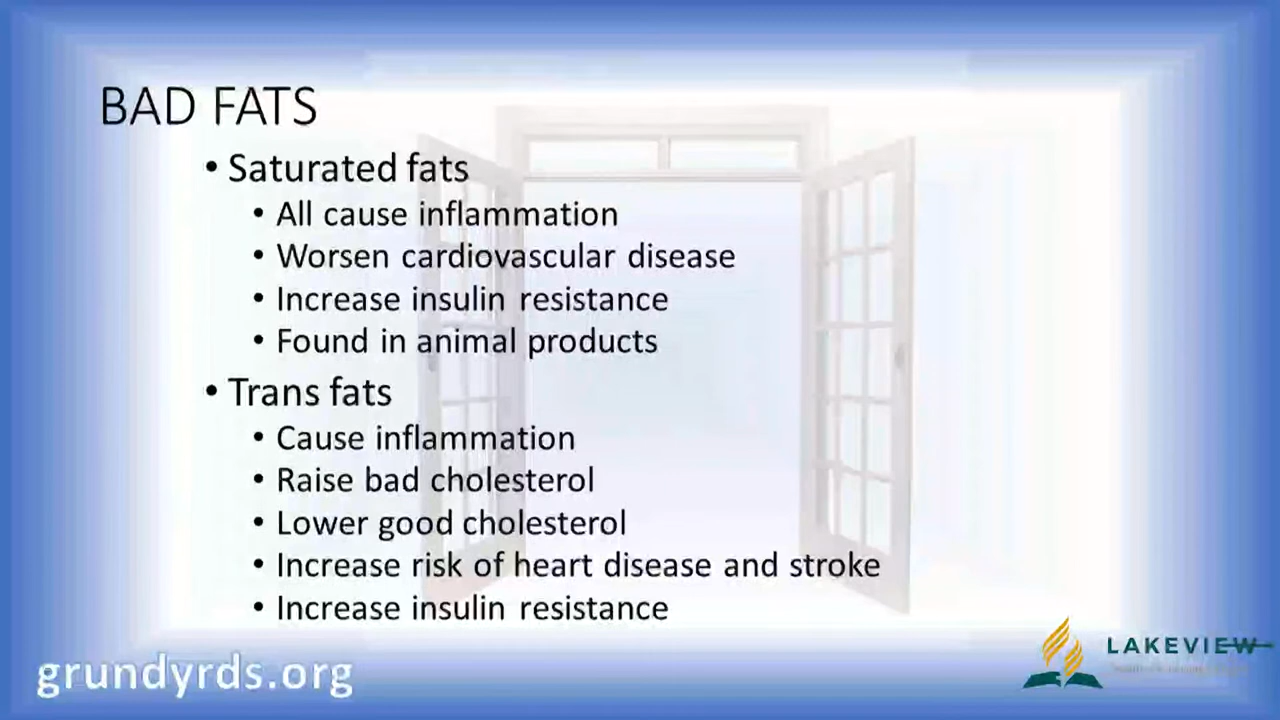 BAD FATS
• Saturated fats
• All cause inflammation
• Worsen cardiovascular disease
• Increase insulin resistance
• Found in animal products
• Trans fats
• Cause inflammation
• Raise bad cholesterol
• Lower good cholesterol
• Increase risk of heart disease and stroke
• Increase insulin resistance
grundyrds.org
LAKEVIEW